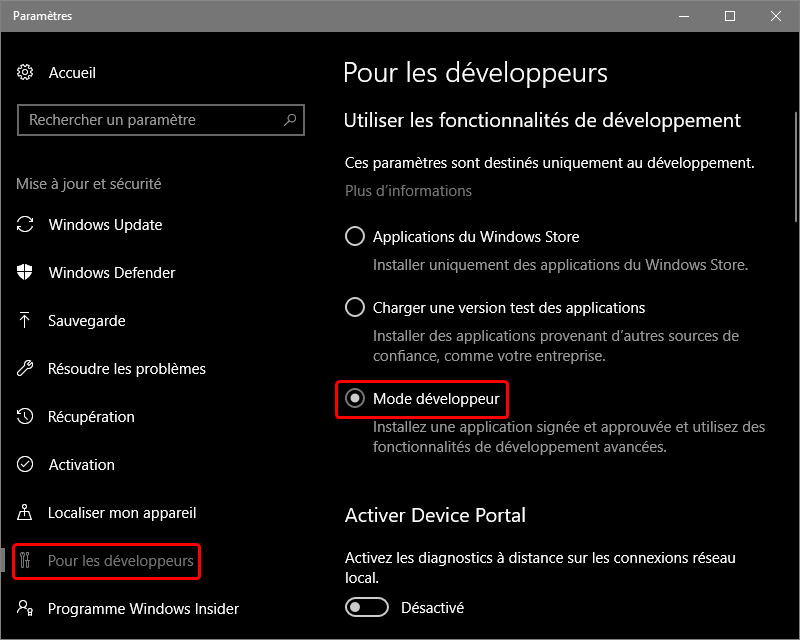 Paramètres
Accueil
Rechercher un paramètre
Mise à jour et sécurité
Windows Update
Windows Defender
Sauvegarde
Résoudre les problèmes
Récupération
Activation
Localiser mon appareil
Pour les développeurs
Programme Windows Insider
Pour les développeurs
Utiliser les fonctionnalités de développement
Ces paramètres sont destinés uniquement au développement.
Plus d’informations
Applications du Windows Store
Installer uniquement des applications du Windows Store.
Charger une version test des applications
Installer des applications provenant d’autres sources de
confiance, comme votre entreprise.
Mode développeur
Installez une application signée et approuvée et utilisez des
fonctionnalités de développement avancées.
Activer Device Portal
Activez les diagnostics à distance sur les connexions réseau
local.
Désactivé